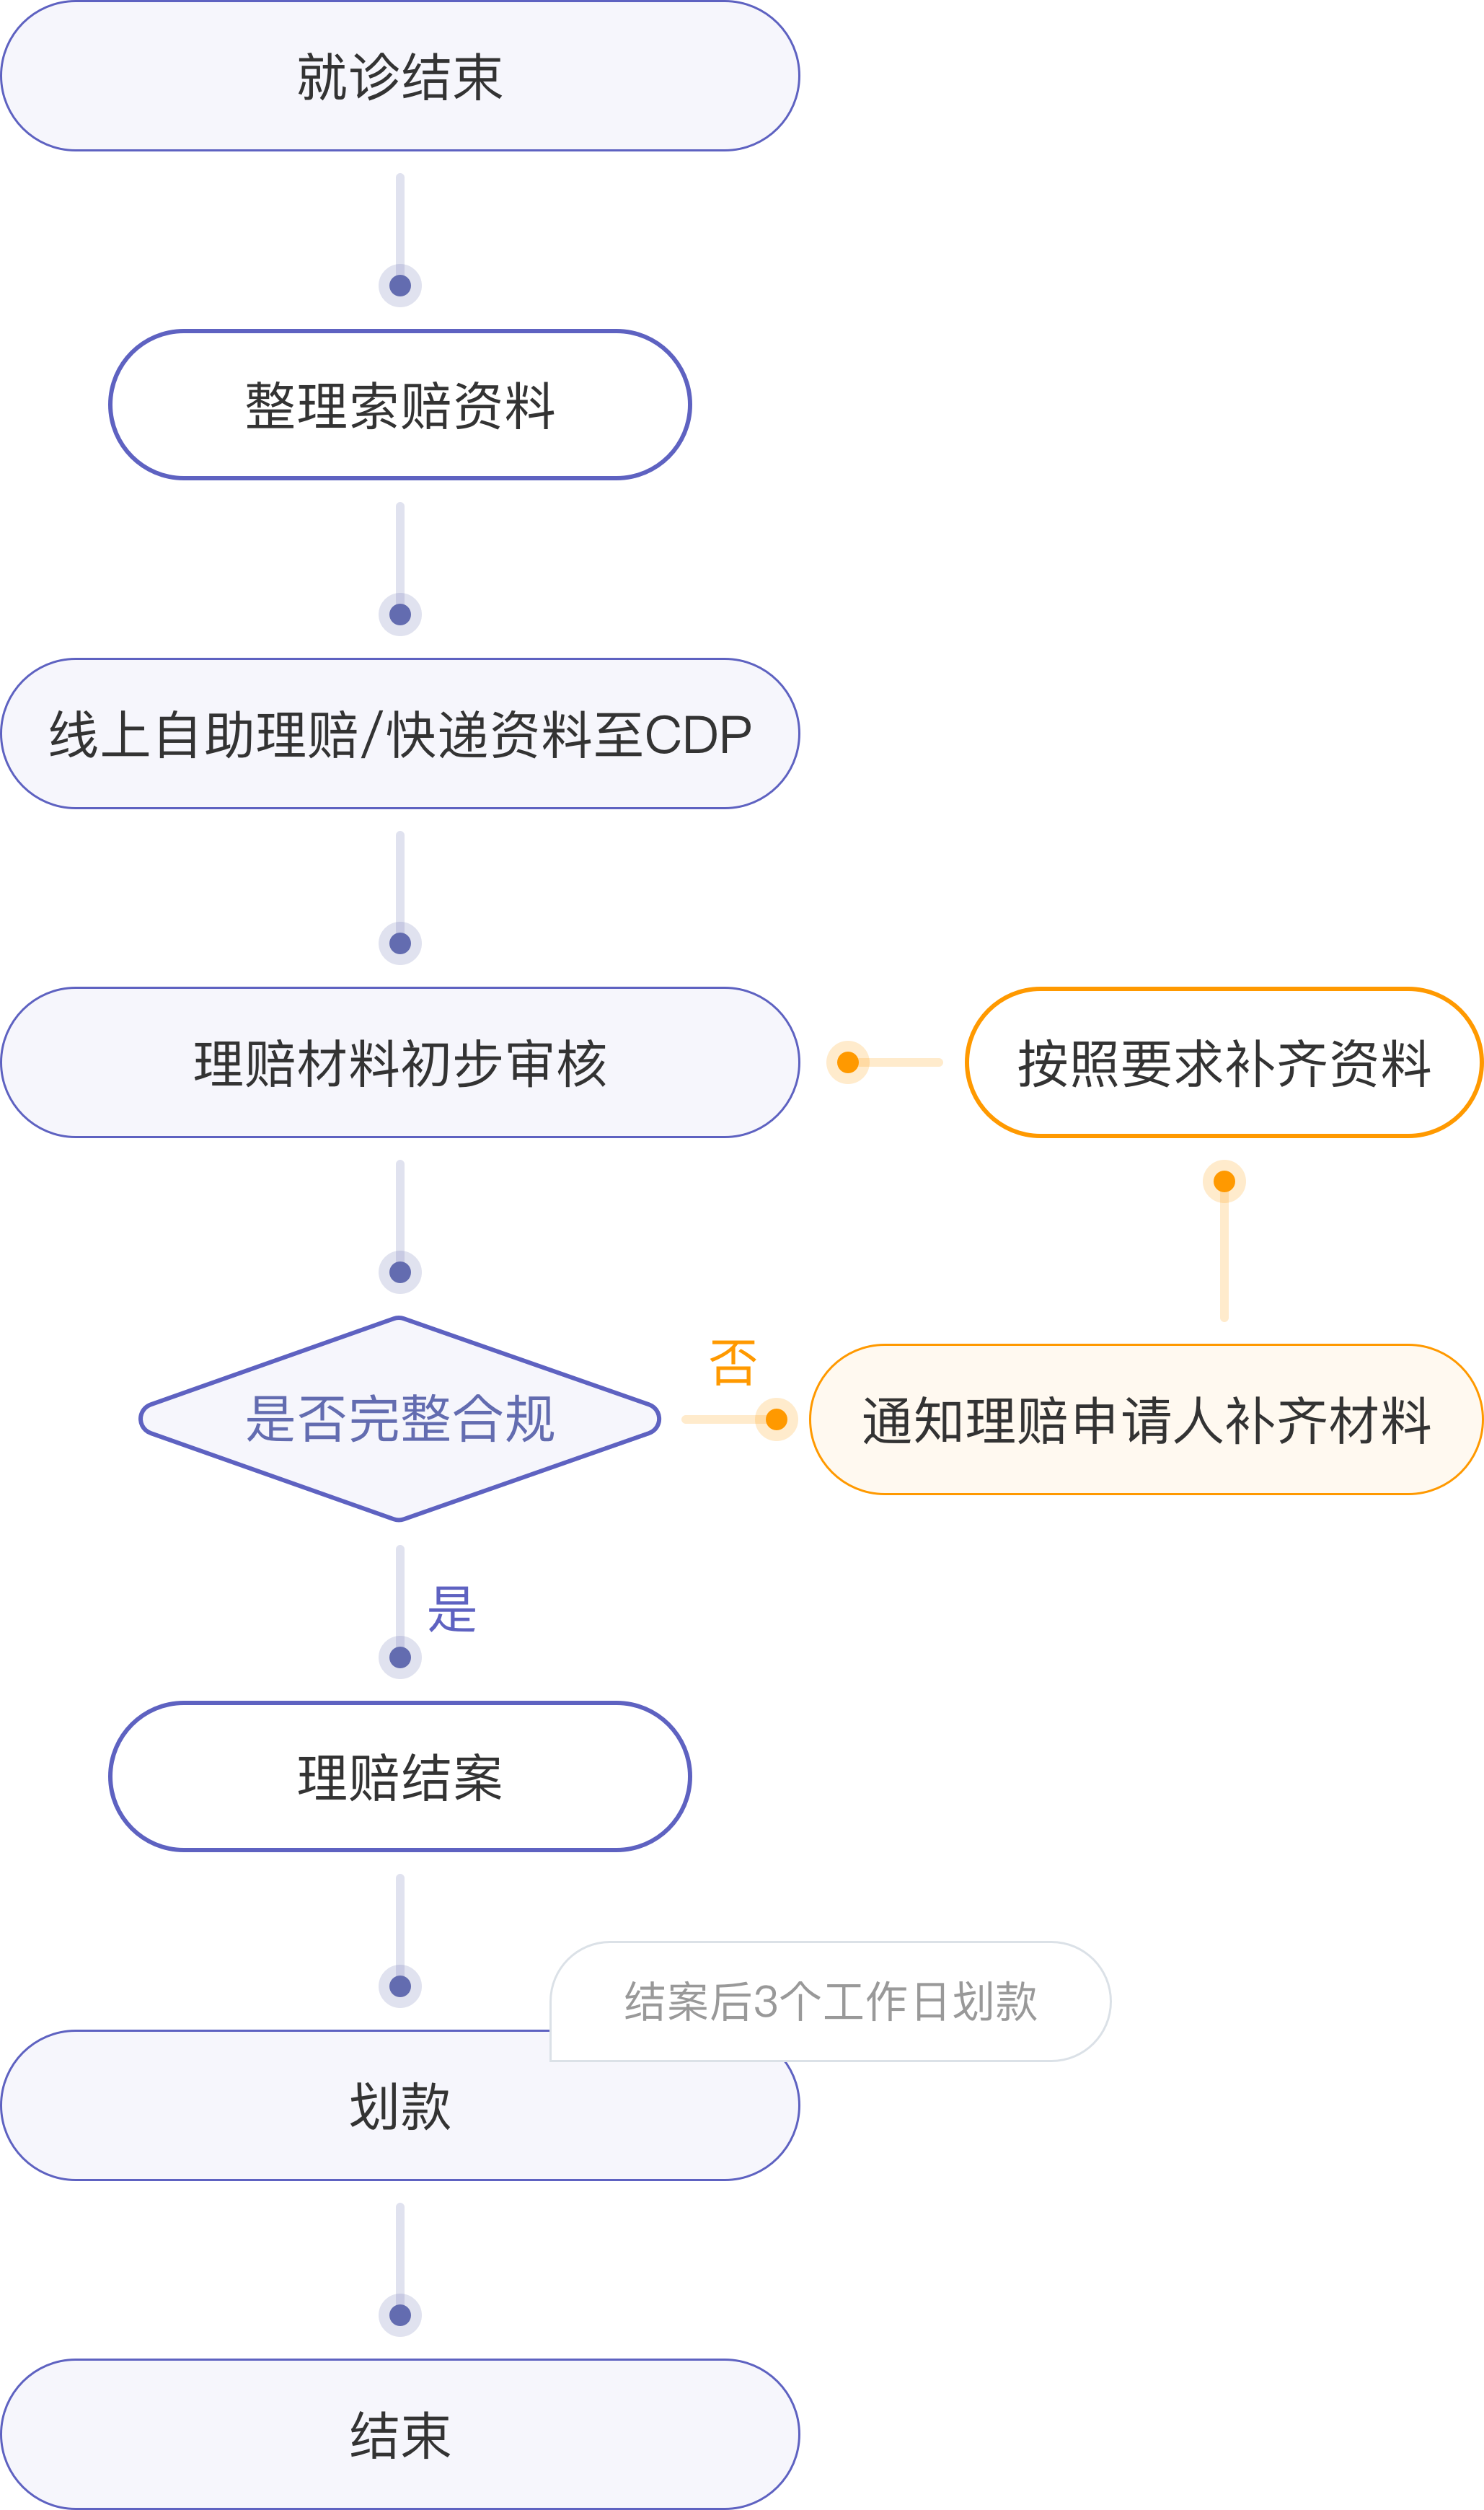 就诊结束
整理索赔资料
线上自助理赔/快递资料至CDP
理赔材料初步审核
按照要求补齐资料
是否完整合规
否
通知理赔申请人补齐材料
是
理赔结案
结案后3个工作日划款
划款
结束